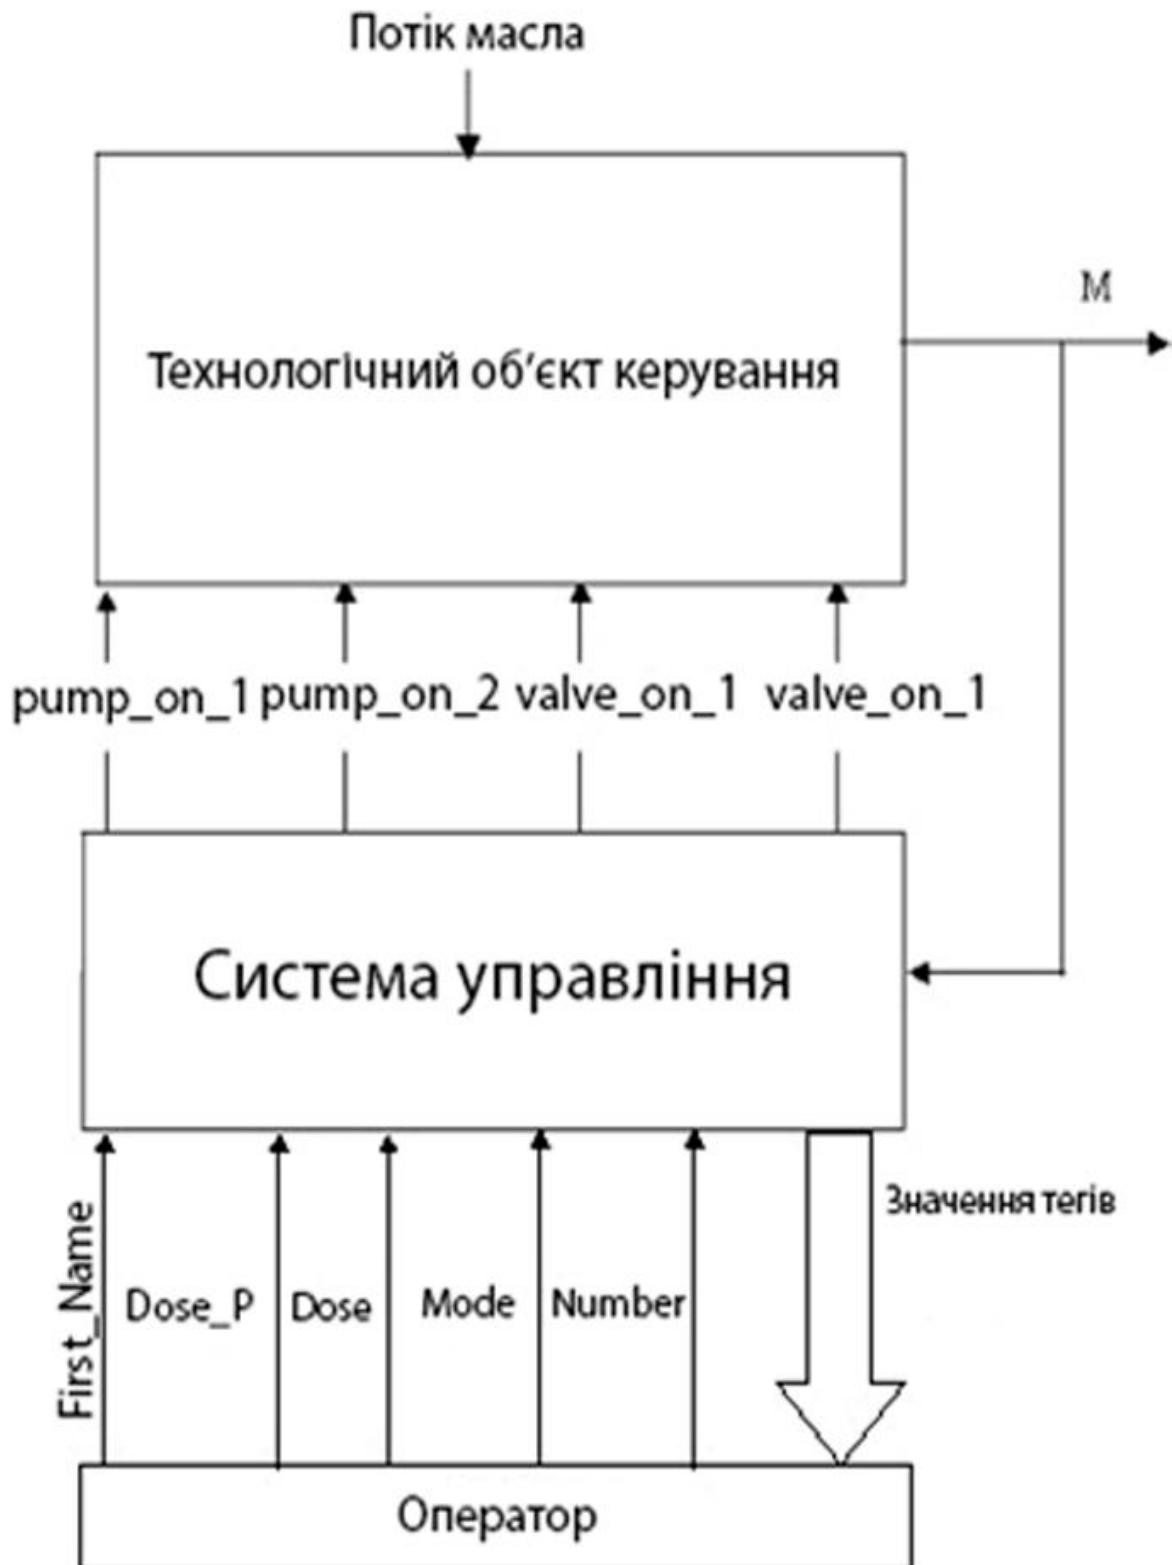 Потік масла
М
Технологічний об’єкт керування
pump_on_1 pump_on_2 valve_on_1 valve_on_1
Система управління
Значення тегів
First_Name
Dose_P Dose Mode Number
Оператор